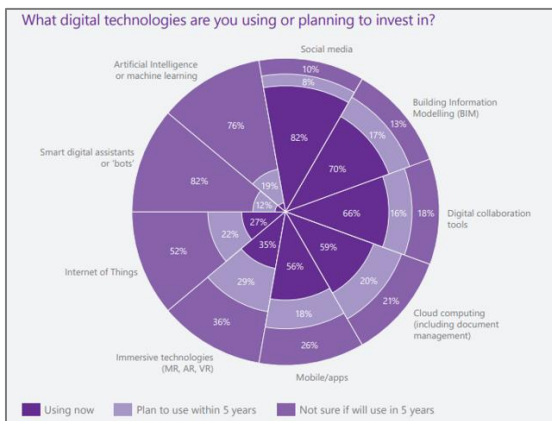 What digital technologies are you using or planning to invest in?
Social media
10%
8%
82%
Building Information
Modelling (BIM)
13%
17%
70%
Digital collaboration
tools
18%
16%
66%
Cloud computing
(including document
management)
21%
20%
59%
Mobile/apps
26%
18%
56%
Immersive technologies
(MR, AR, VR)
36%
29%
35%
Internet of Things
52%
22%
27%
Smart digital assistants
or 'bots'
82%
12%
Artificial Intelligence
or machine learning
76%
19%
Using now
Plan to use within 5 years
Not sure if will use in 5 years